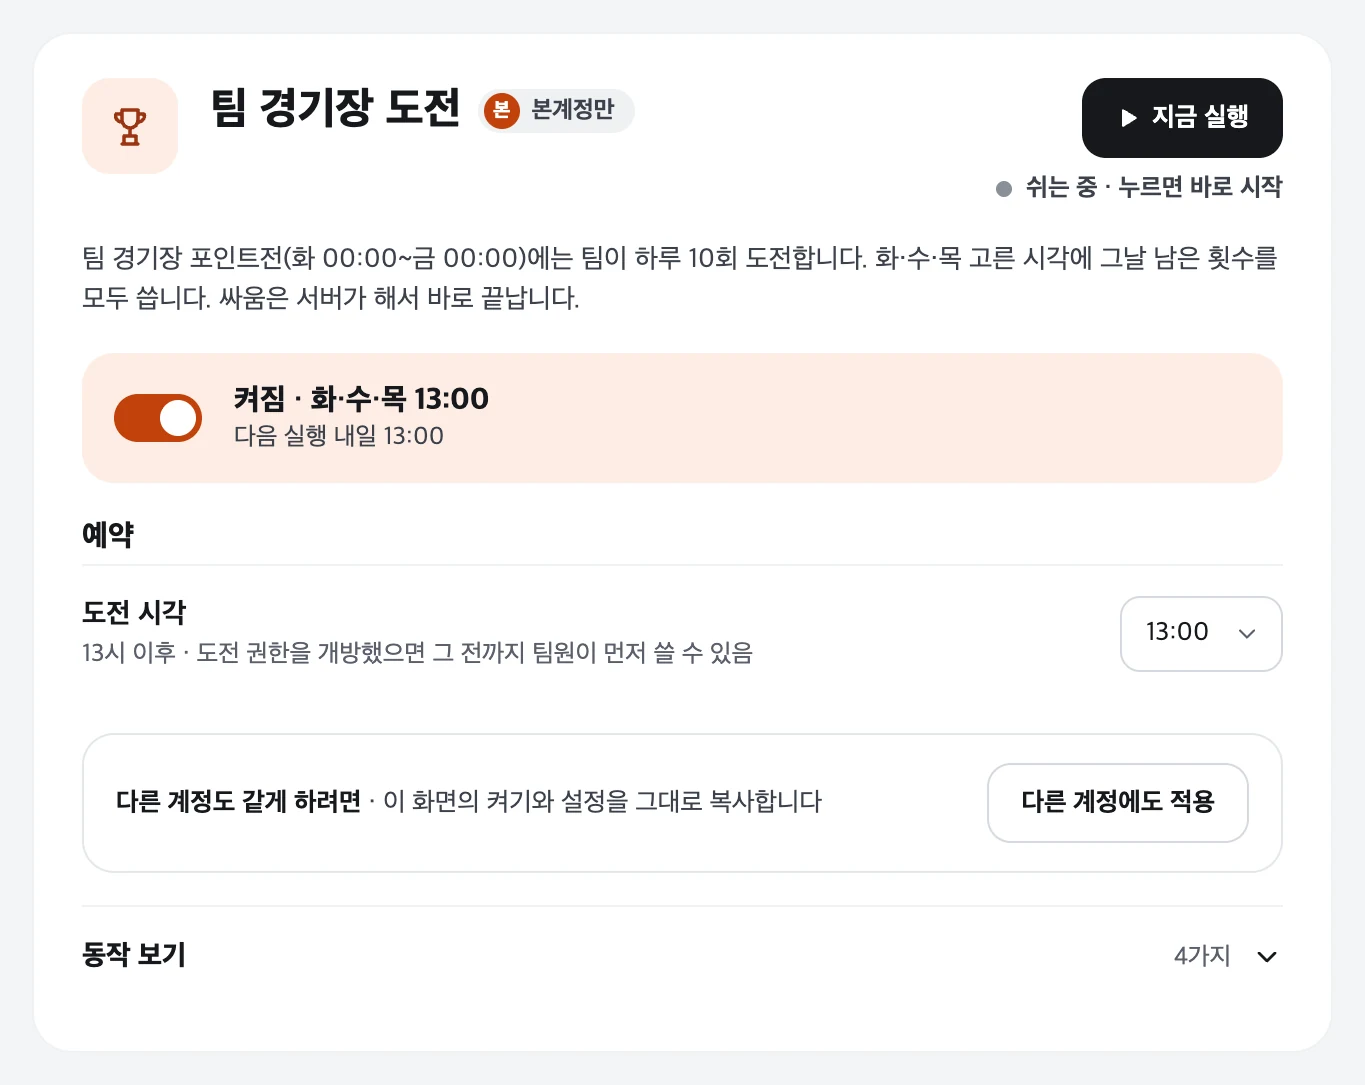 팀 경기장 도전
본 본계정만
▶ 지금 실행
쉬는 중 · 누르면 바로 시작
팀 경기장 포인트전(화 00:00~금 00:00)에는 팀이 하루 10회 도전합니다. 화·수·목 고른 시각에 그날 남은 횟수를
모두 씁니다. 싸움은 서버가 해서 바로 끝납니다.
켜짐 · 화·수·목 13:00
다음 실행 내일 13:00
예약
도전 시각
13시 이후 · 도전 권한을 개방했으면 그 전까지 팀원이 먼저 쓸 수 있음
13:00
다른 계정도 같게 하려면 · 이 화면의 켜기와 설정을 그대로 복사합니다
다른 계정에도 적용
동작 보기
4가지